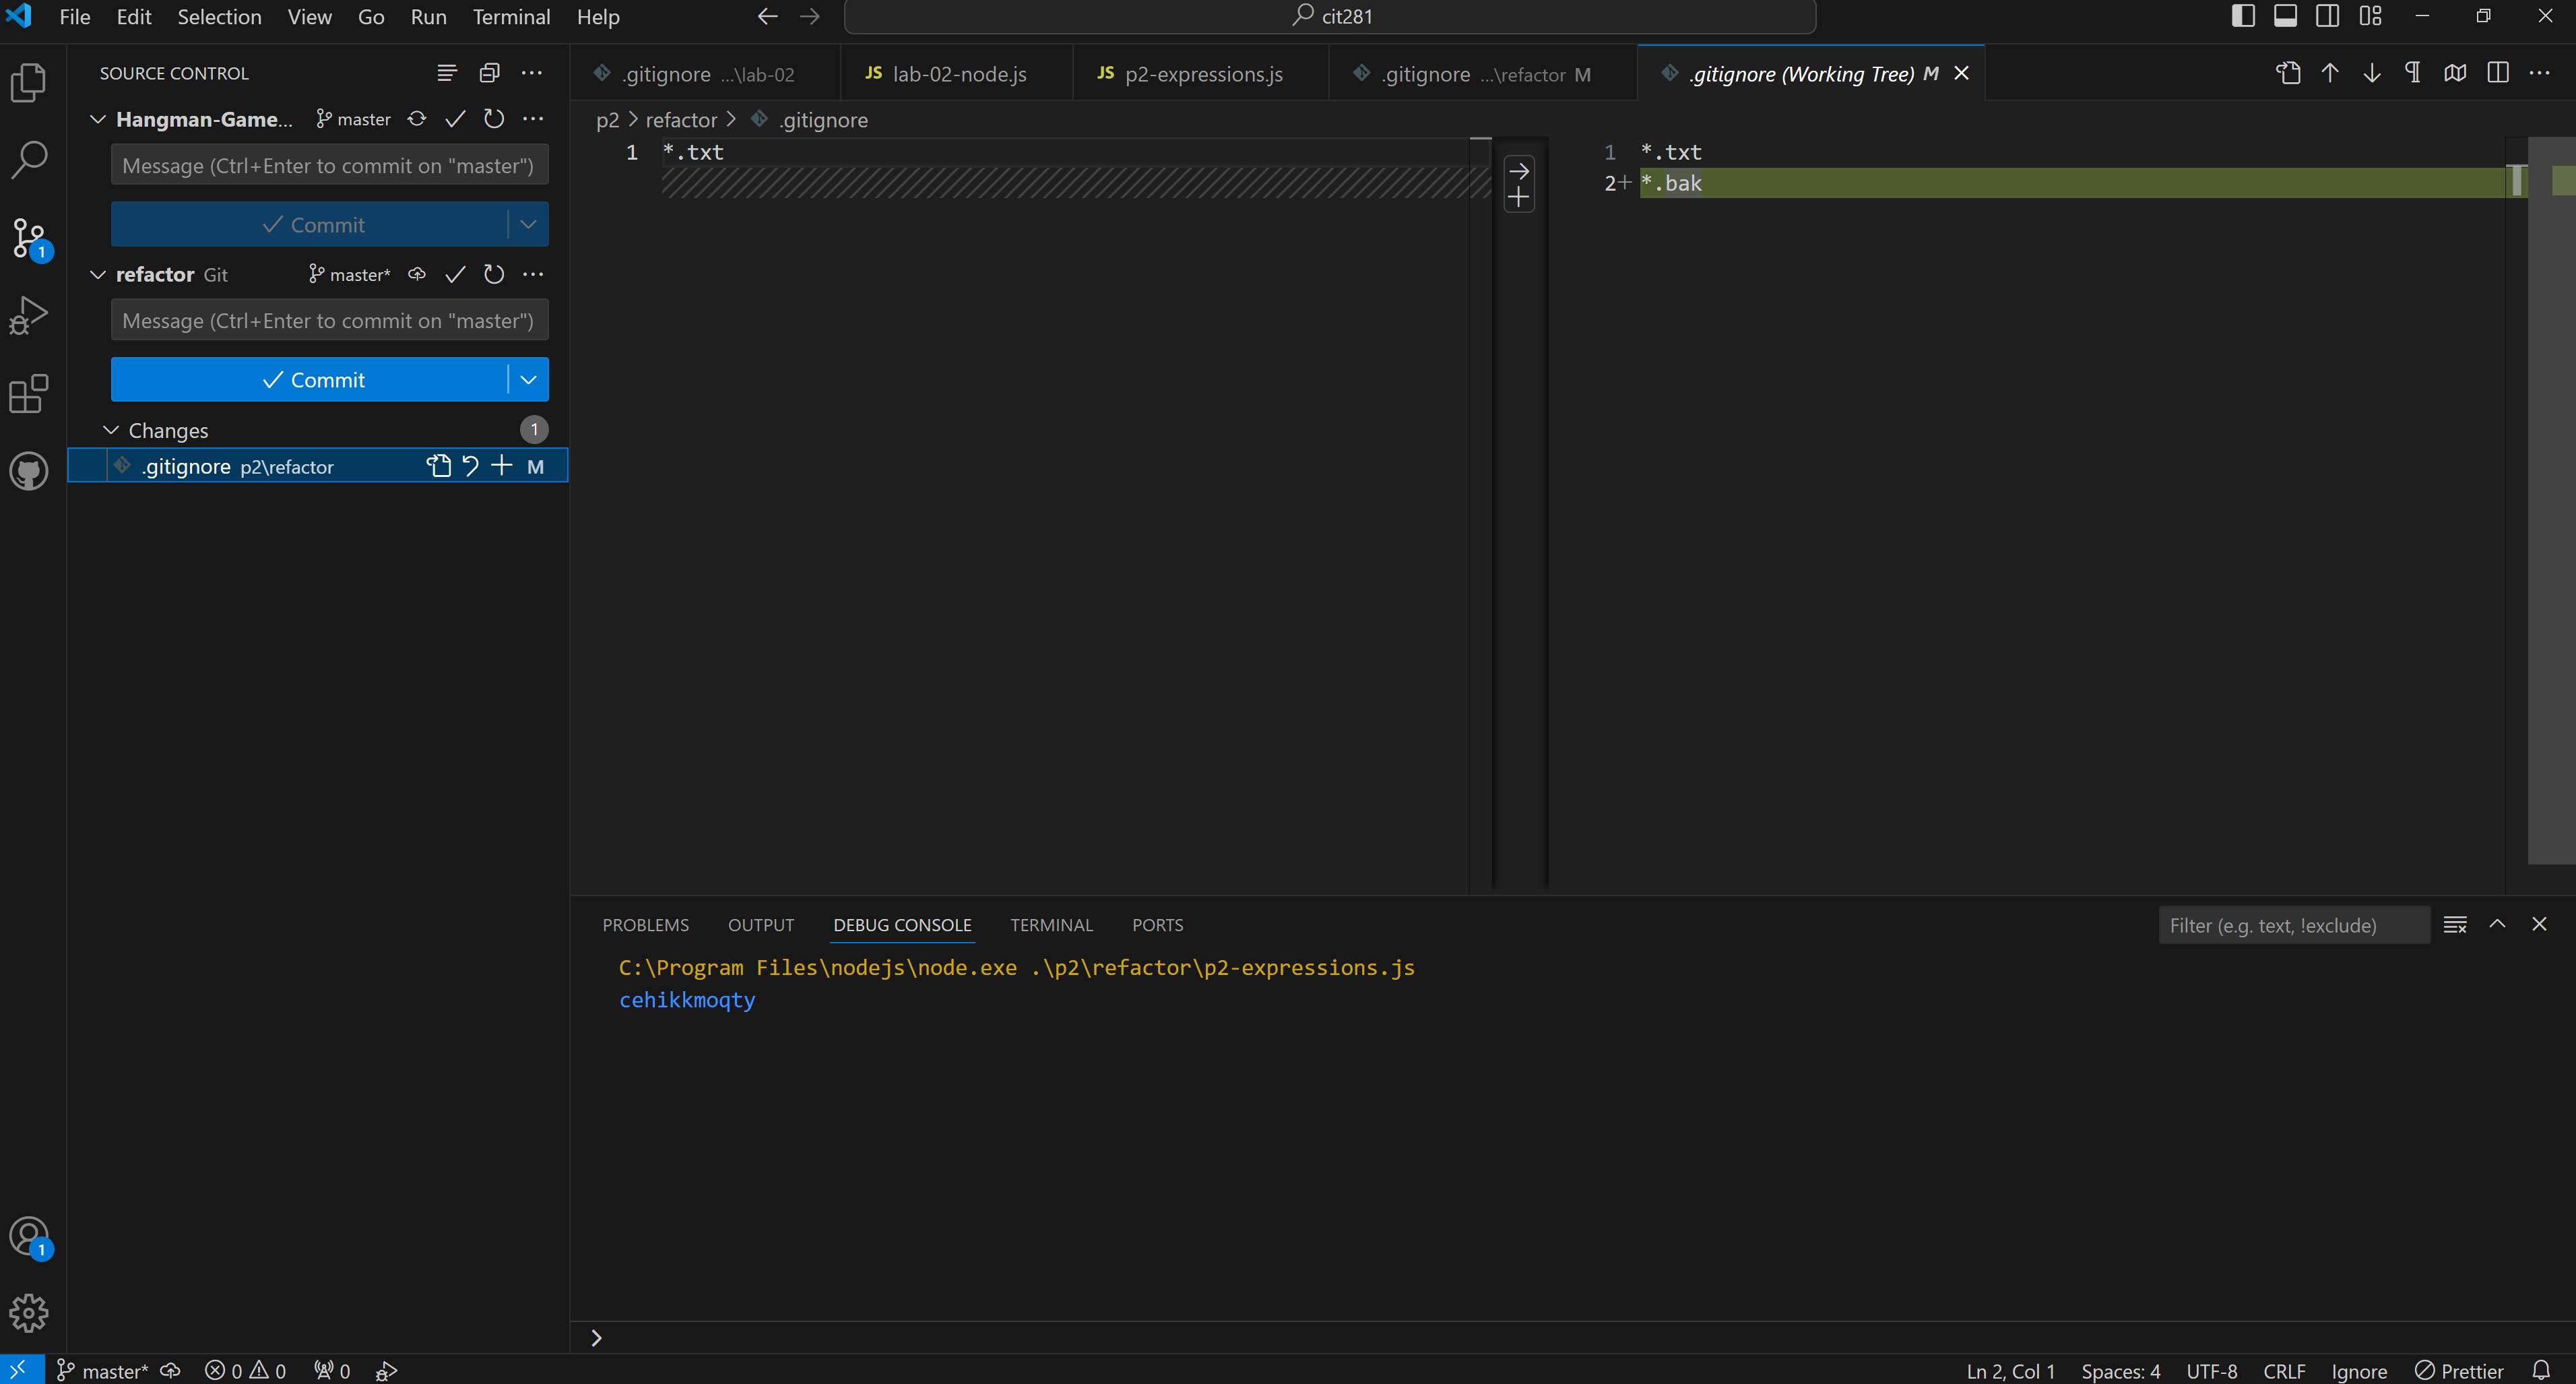 File Edit Selection View Go Run Terminal Help
cit281
SOURCE CONTROL
.gitignore ...\lab-02
JS lab-02-node.js
JS p2-expressions.js
.gitignore ...\refactor M
.gitignore (Working Tree) M
Hangman-Game... master
Message (Ctrl+Enter to commit on "master")
Commit
refactor Git master*
Message (Ctrl+Enter to commit on "master")
Commit
Changes 1
.gitignore p2\refactor M
1
1
p2 > refactor > .gitignore
1 *.txt
1 *.txt
2+ *.bak
PROBLEMS OUTPUT DEBUG CONSOLE TERMINAL PORTS
Filter (e.g. text, !exclude)
C:\Program Files\nodejs\node.exe .\p2\refactor\p2-expressions.js
cehikkmoqty
master* 0 0 0
Ln 2, Col 1 Spaces: 4 UTF-8 CRLF Ignore Prettier